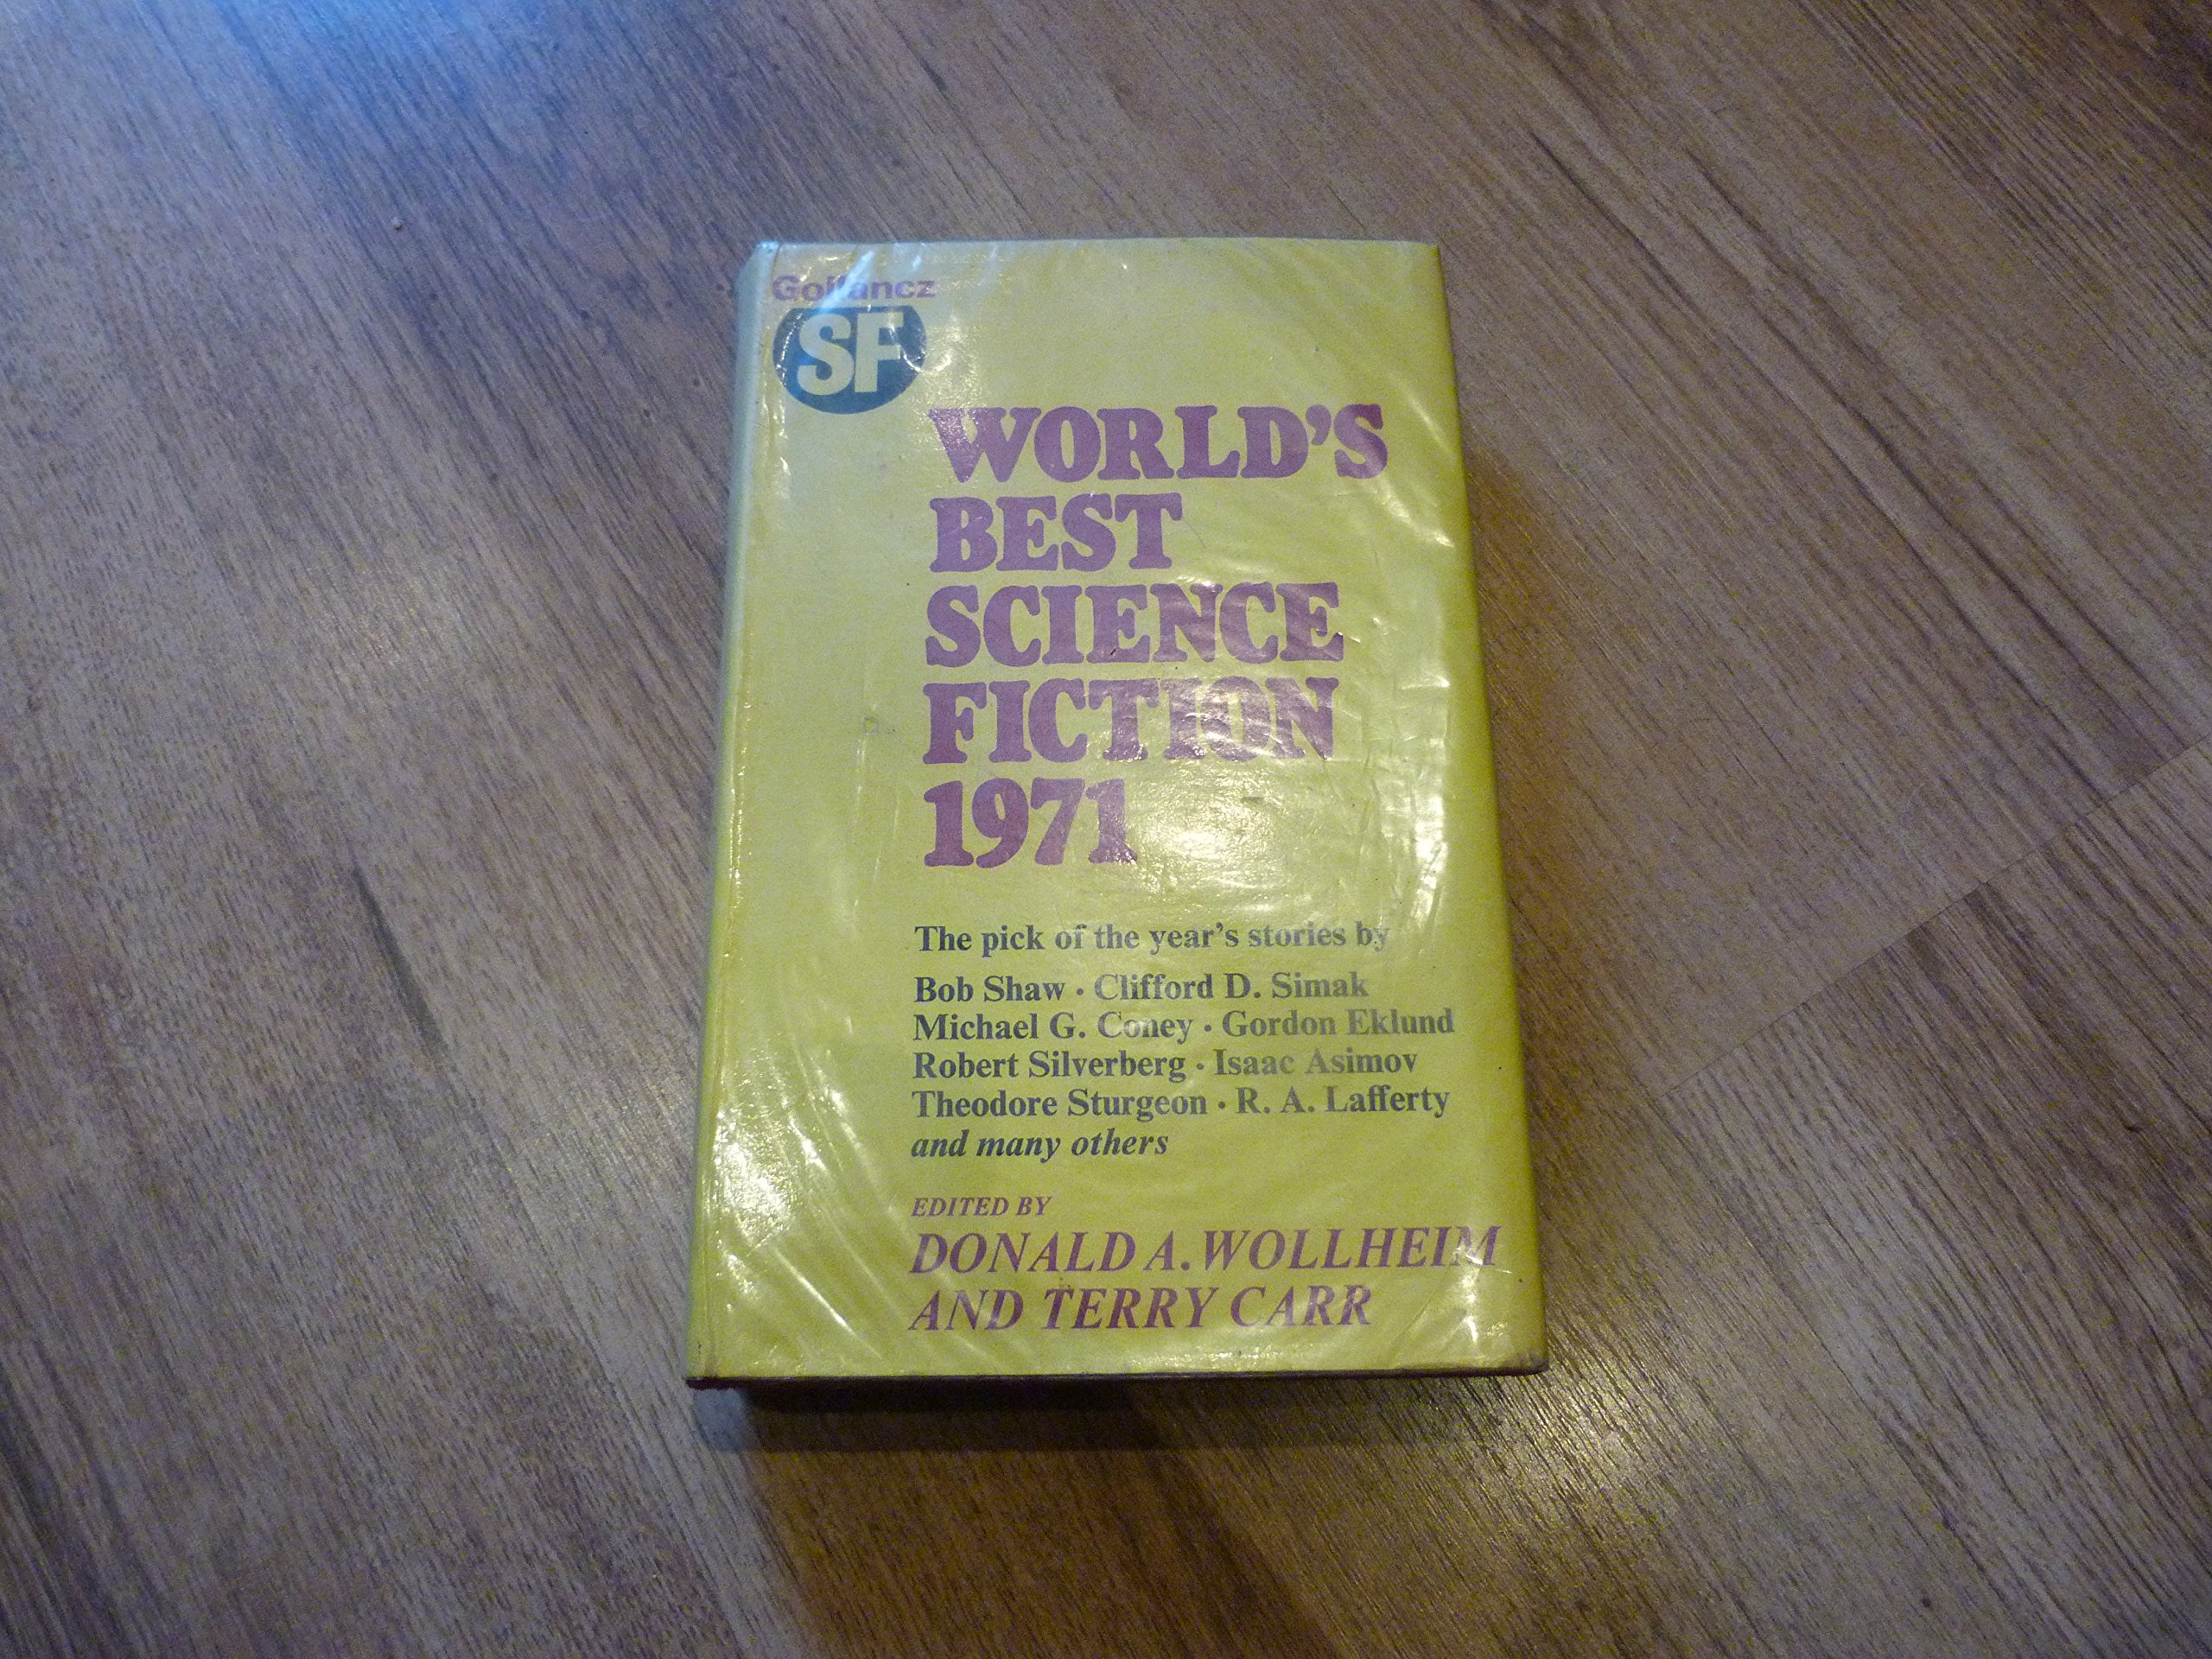 Gollancz
SF
WORLD'S
BEST
SCIENCE
FICTION
1971
The pick of the year's stories by
Bob Shaw • Clifford D. Simak
Michael G. Coney • Gordon Eklund
Robert Silverberg • Isaac Asimov
Theodore Sturgeon • R. A. Lafferty
and many others
EDITED BY
DONALD A. WOLLHEIM
AND TERRY CARR